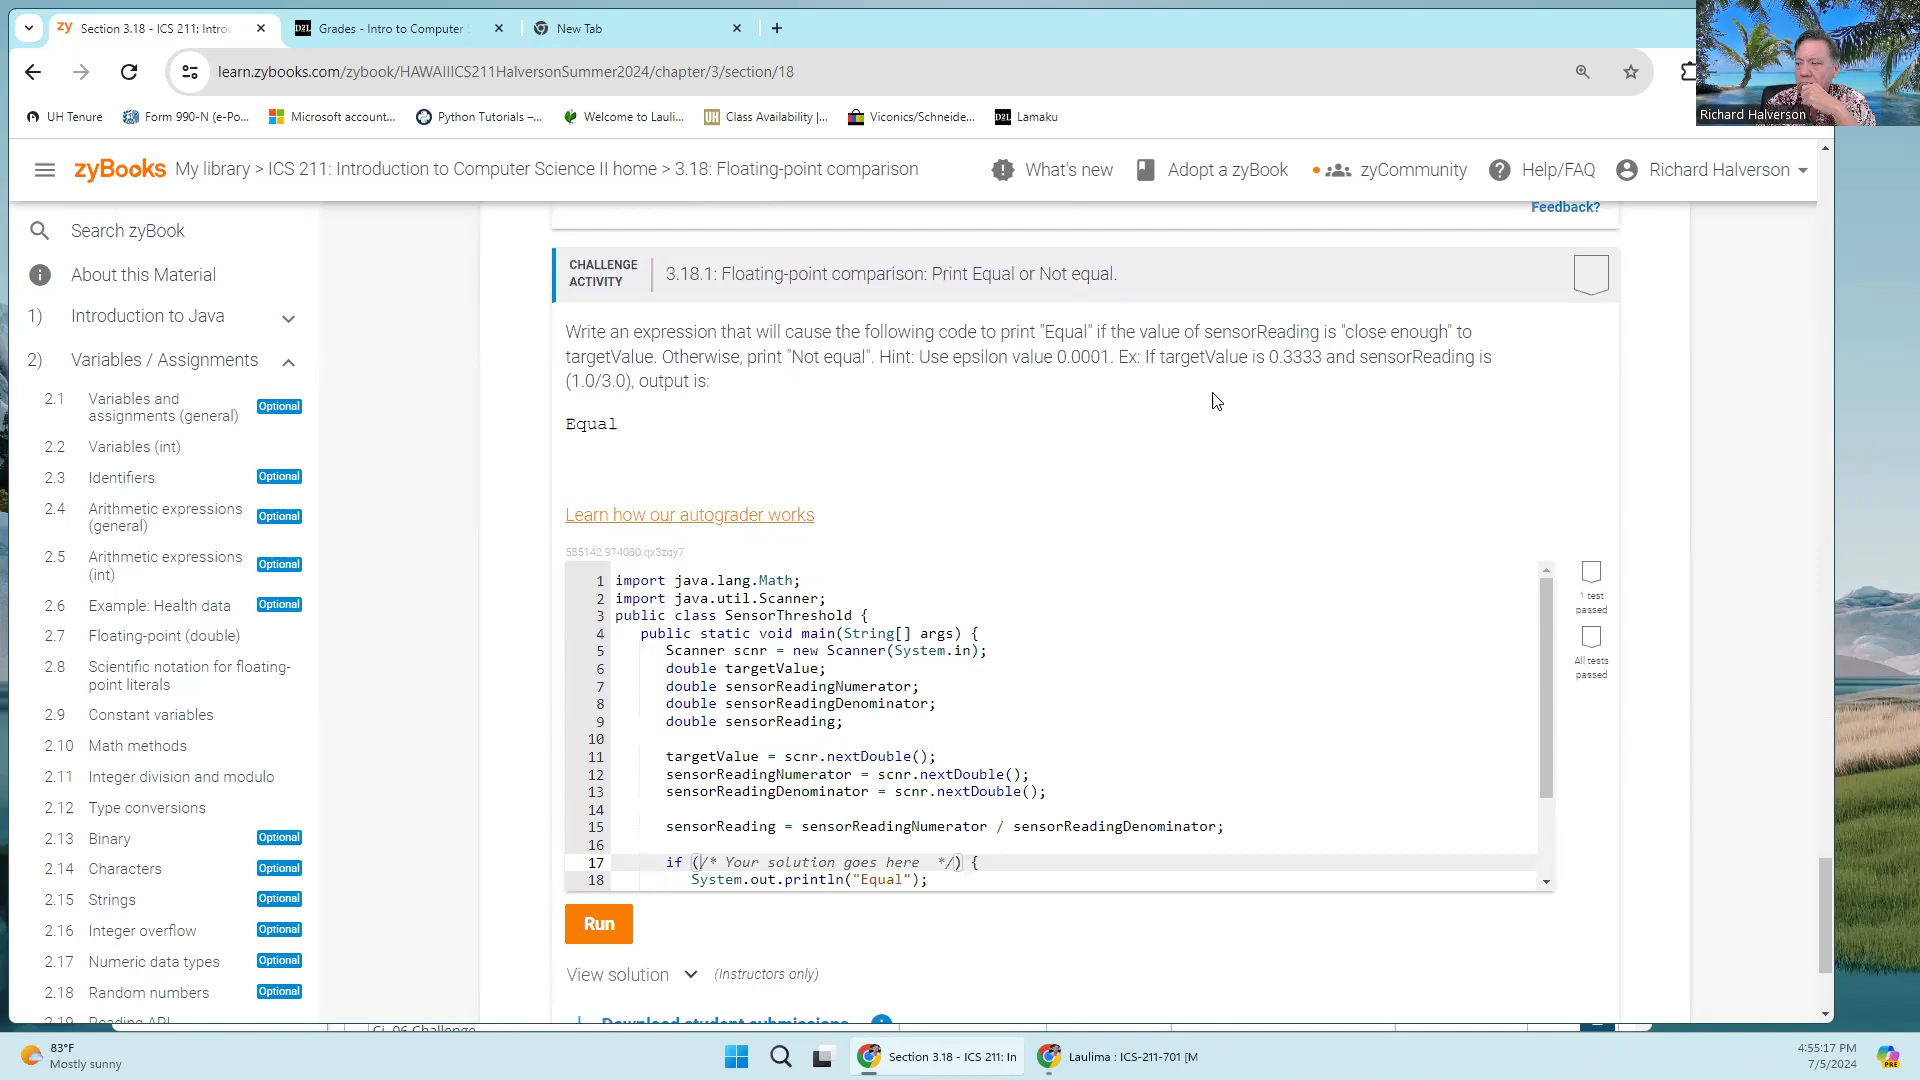 Section 3.18 - ICS 211: Intro
Grades - Intro to Computer
New Tab
learn.zybooks.com/zybook/HAWAIIICS211HalversonSummer2024/chapter/3/section/18
UH Tenure
Form 990-N (e-Po...
Microsoft account...
Python Tutorials –...
Welcome to Lauli...
Class Availability |...
Viconics/Schneide...
Lamaku
Richard Halverson
zyBooks
My library > ICS 211: Introduction to Computer Science II home > 3.18: Floating-point comparison
What's new
Adopt a zyBook
zyCommunity
Help/FAQ
Richard Halverson
Search zyBook
About this Material
1) Introduction to Java
2) Variables / Assignments
2.1 Variables and
assignments (general) Optional
2.2 Variables (int)
2.3 Identifiers Optional
2.4 Arithmetic expressions
(general) Optional
2.5 Arithmetic expressions
(int) Optional
2.6 Example: Health data Optional
2.7 Floating-point (double)
2.8 Scientific notation for floating-
point literals
2.9 Constant variables
2.10 Math methods
2.11 Integer division and modulo
2.12 Type conversions
2.13 Binary Optional
2.14 Characters Optional
2.15 Strings Optional
2.16 Integer overflow Optional
2.17 Numeric data types Optional
2.18 Random numbers Optional
2.19 Reading API
Feedback?
CHALLENGE
ACTIVITY
3.18.1: Floating-point comparison: Print Equal or Not equal.
Write an expression that will cause the following code to print "Equal" if the value of sensorReading is "close enough" to
targetValue. Otherwise, print "Not equal". Hint: Use epsilon value 0.0001. Ex: If targetValue is 0.3333 and sensorReading is
(1.0/3.0), output is:
Equal
Learn how our autograder works
585142.974080.qx3zqy7
1 import java.lang.Math;
2 import java.util.Scanner;
3 public class SensorThreshold {
4 public static void main(String[] args) {
5 Scanner scnr = new Scanner(System.in);
6 double targetValue;
7 double sensorReadingNumerator;
8 double sensorReadingDenominator;
9 double sensorReading;
10
11 targetValue = scnr.nextDouble();
12 sensorReadingNumerator = scnr.nextDouble();
13 sensorReadingDenominator = scnr.nextDouble();
14
15 sensorReading = sensorReadingNumerator / sensorReadingDenominator;
16
17 if (/* Your solution goes here */) {
18 System.out.println("Equal");
1 test
passed
All tests
passed
Run
View solution
(Instructors only)
Download student submissions
83°F
Mostly sunny
Section 3.18 - ICS 211: In
Laulima : ICS-211-701 [M
4:55:17 PM
7/5/2024